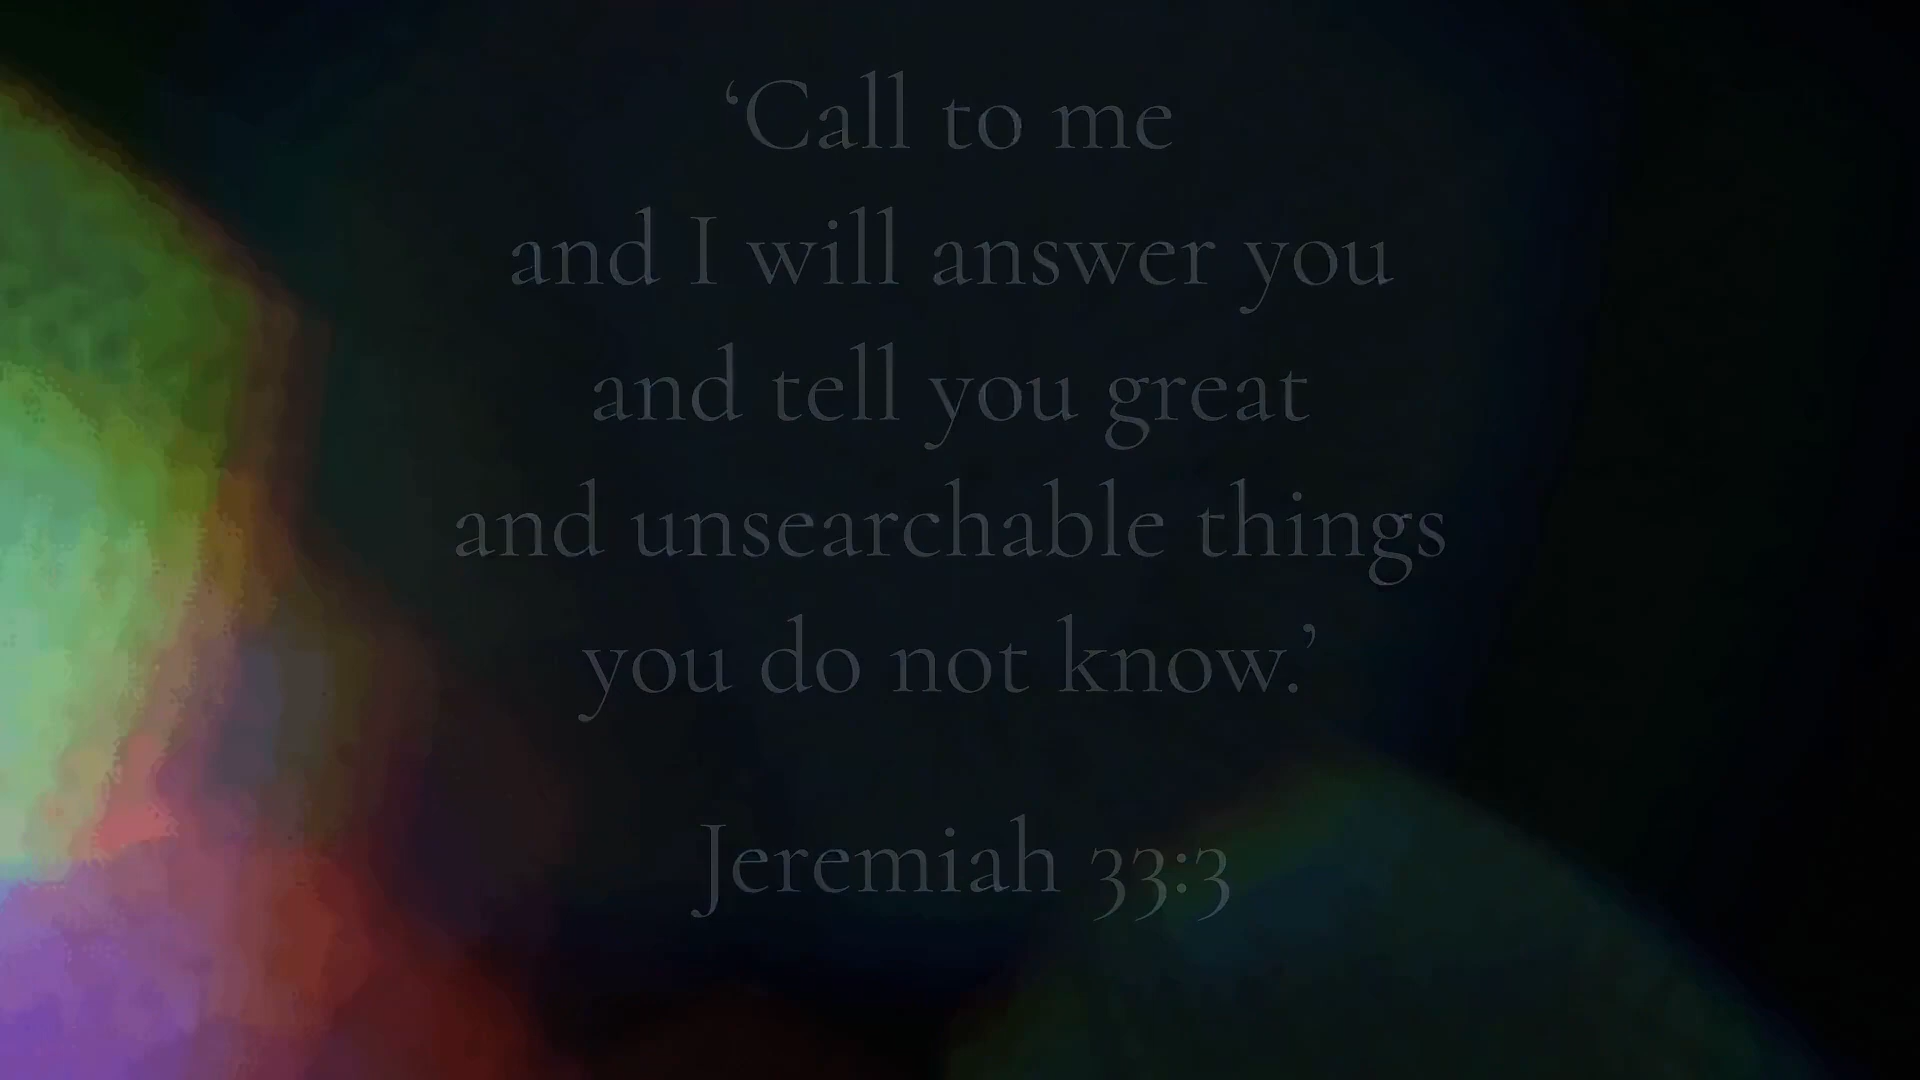 ‘Call to me
and I will answer you
and tell you great
and unsearchable things
you do not know.’
Jeremiah 33:3